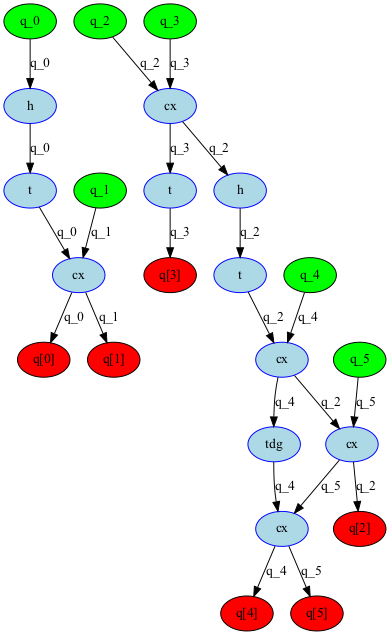 q_0 q_2 q_3
q_0 q_2 q_3
h cx
q_0 q_3 q_2
t q_1 t h
q_0 q_1 q_3 q_2
cx q[3] t q_4
q_0 q_1 q_2 q_4
q[0] q[1] cx q_5
q_4 q_2 q_5
tdg cx
q_4 q_5 q_2
cx q[2]
q_4 q_5
q[4] q[5]